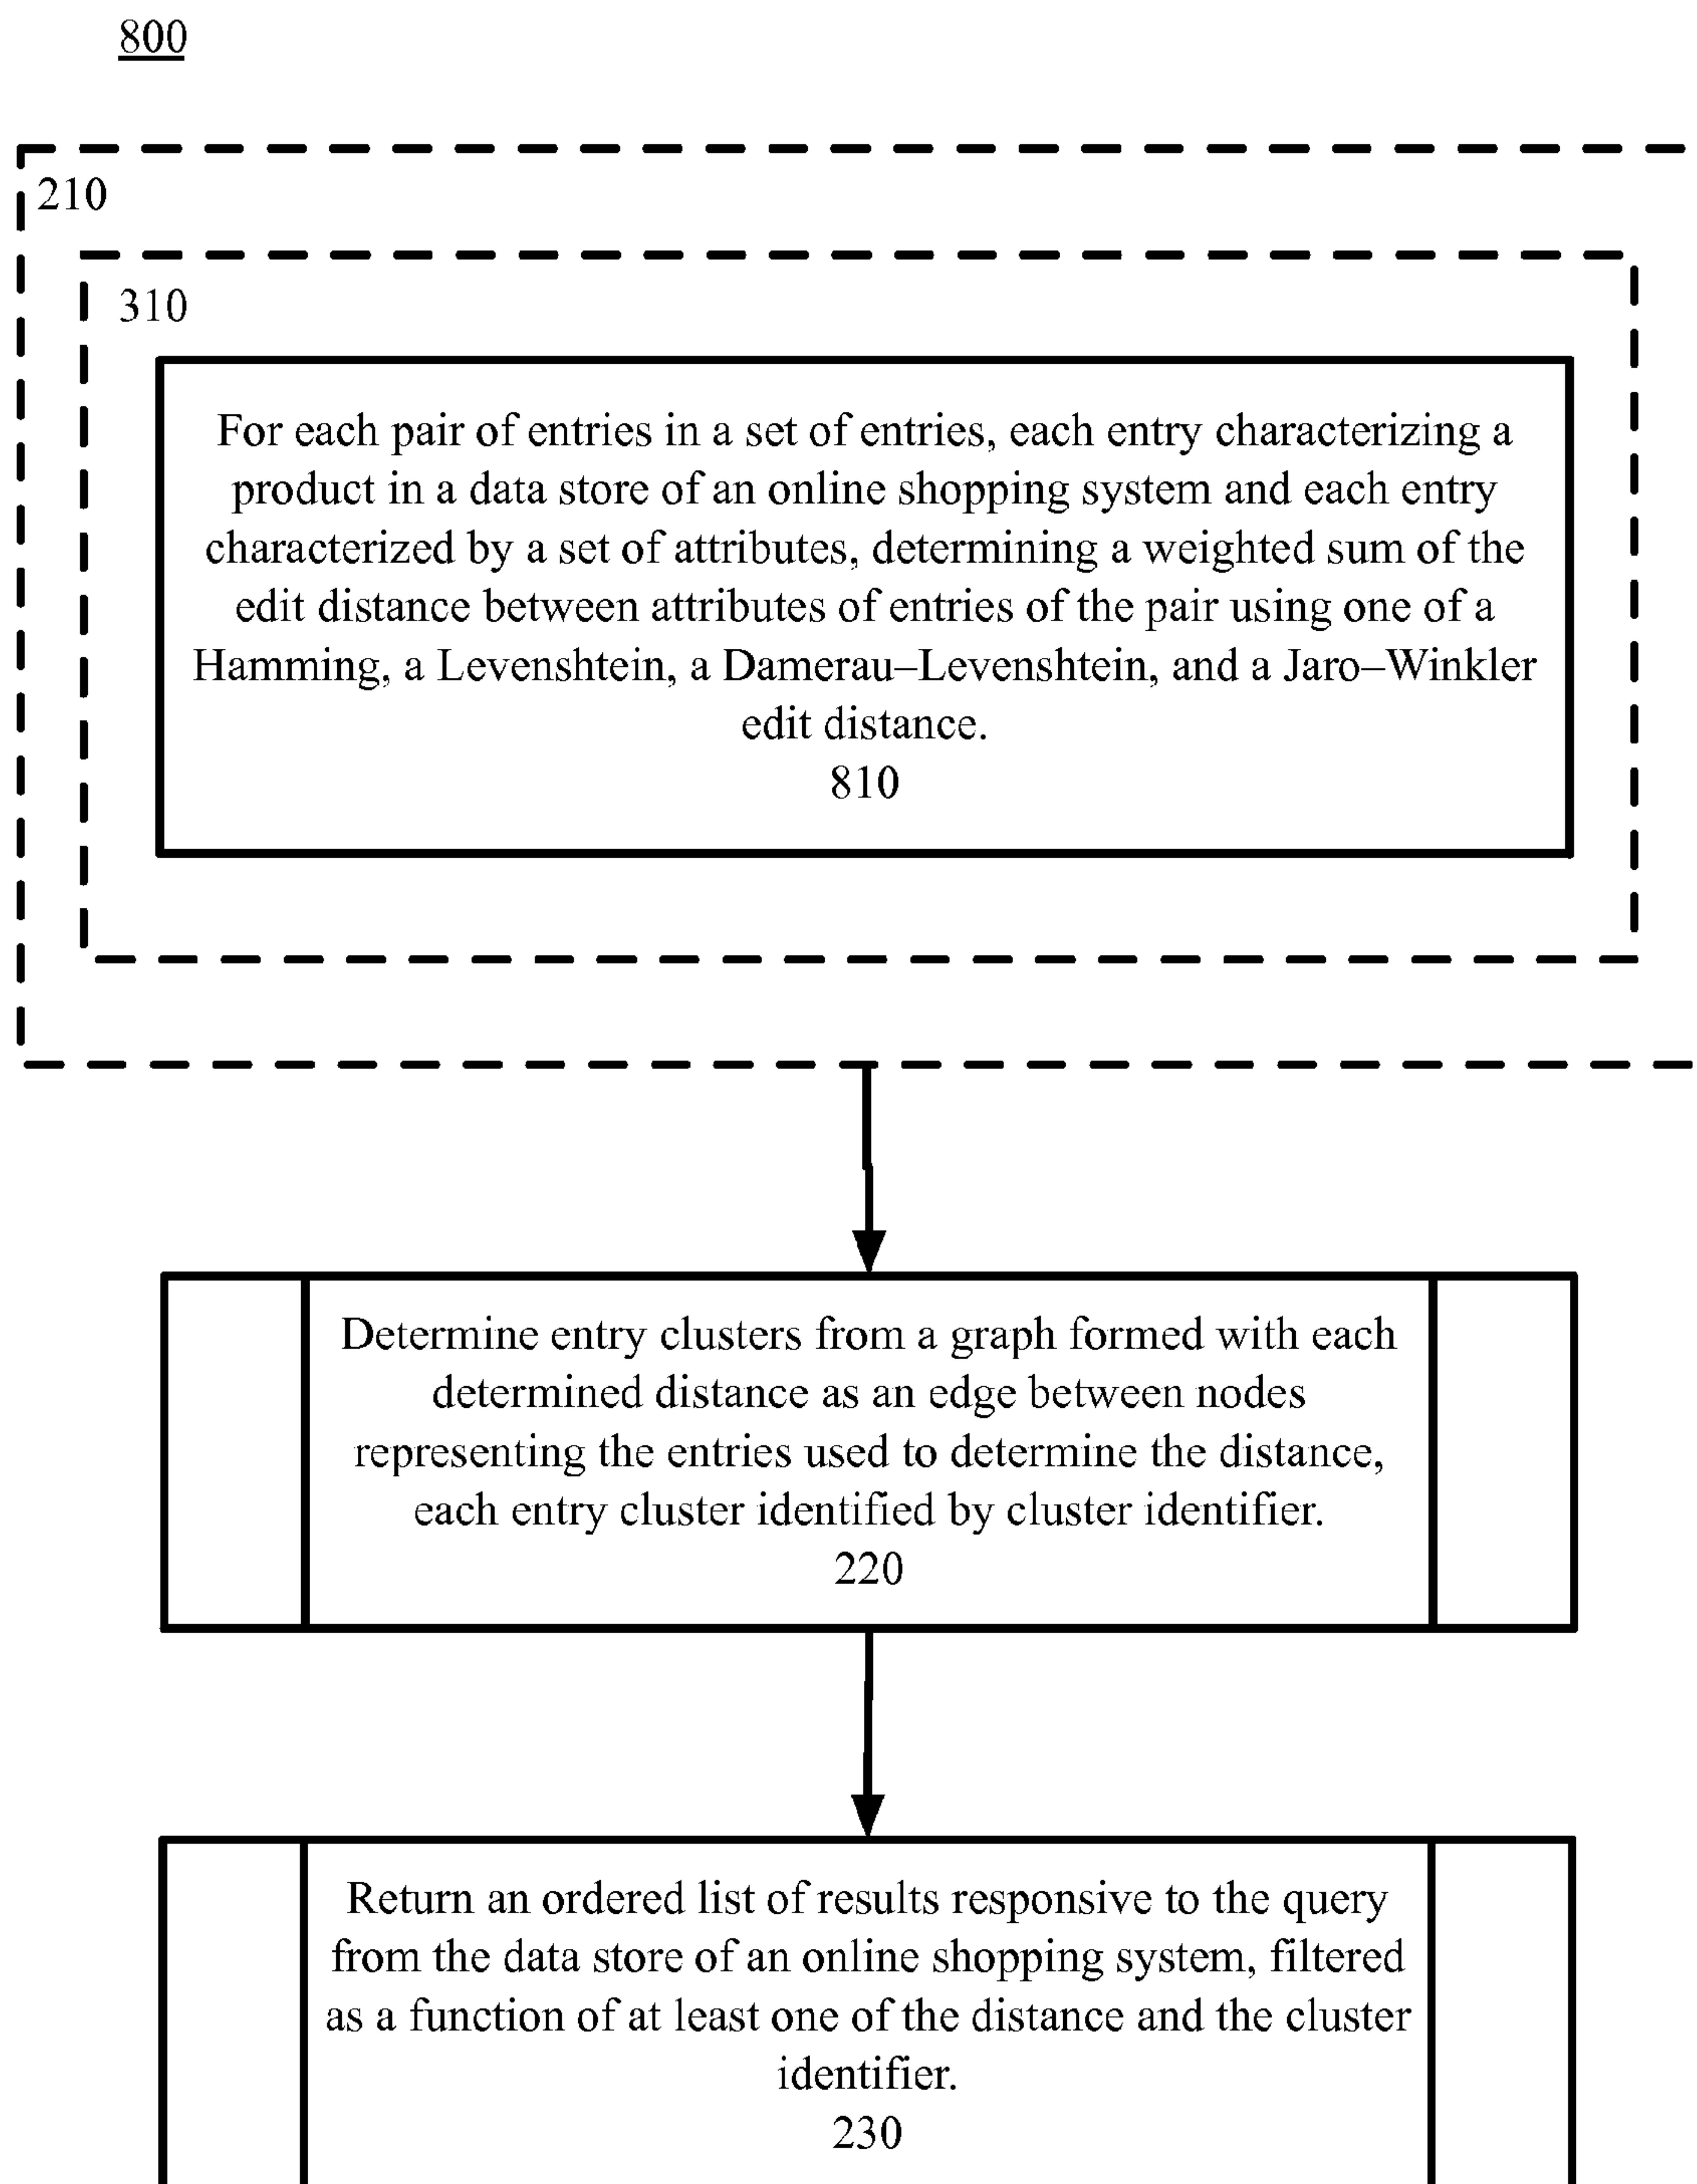 800
210
310
For each pair of entries in a set of entries, each entry characterizing a
product in a data store of an online shopping system and each entry
characterized by a set of attributes, determining a weighted sum of the
edit distance between attributes of entries of the pair using one of a
Hamming, a Levenshtein, a Damerau–Levenshtein, and a Jaro–Winkler
edit distance.
810
Determine entry clusters from a graph formed with each
determined distance as an edge between nodes
representing the entries used to determine the distance,
each entry cluster identified by cluster identifier.
220
Return an ordered list of results responsive to the query
from the data store of an online shopping system, filtered
as a function of at least one of the distance and the cluster
identifier.
230